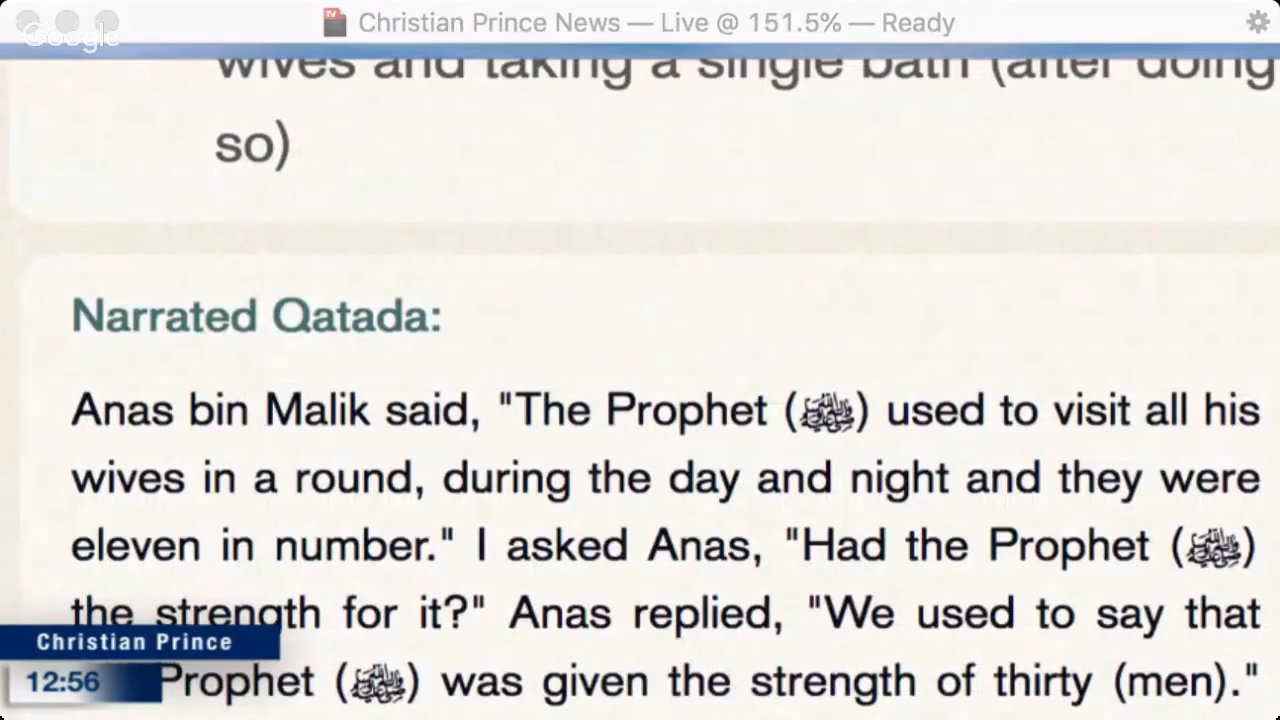 Christian Prince News — Live @ 151.5% — Ready
Google
wives and taking a single bath (after doing
so)
Narrated Qatada:
Anas bin Malik said, "The Prophet (ﷺ) used to visit all his
wives in a round, during the day and night and they were
eleven in number." I asked Anas, "Had the Prophet (ﷺ)
the strength for it?" Anas replied, "We used to say that
Prophet (ﷺ) was given the strength of thirty (men)."
Christian Prince
12:56